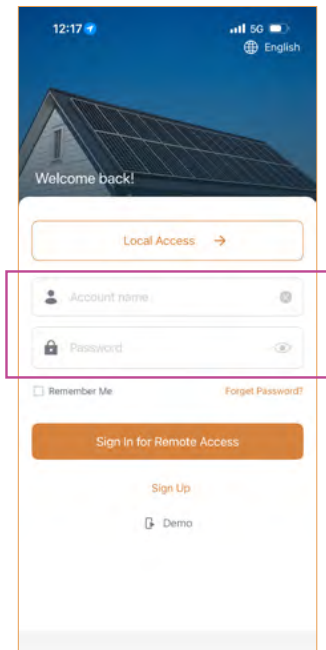 12:17 5G
English
Welcome back!
Local Access →
Account name
Password
Remember Me Forget Password?
Sign In for Remote Access
Sign Up
Demo